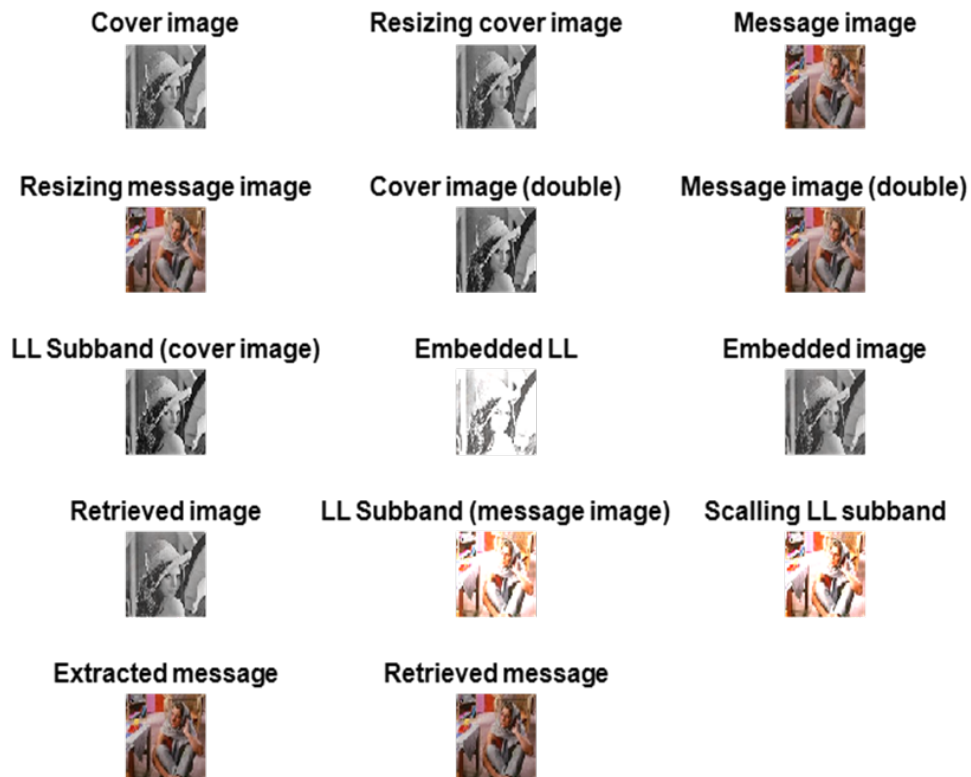 Cover image
Resizing cover image
Message image
Resizing message image
Cover image (double)
Message image (double)
LL Subband (cover image)
Embedded LL
Embedded image
Retrieved image
LL Subband (message image)
Scalling LL subband
Extracted message
Retrieved message